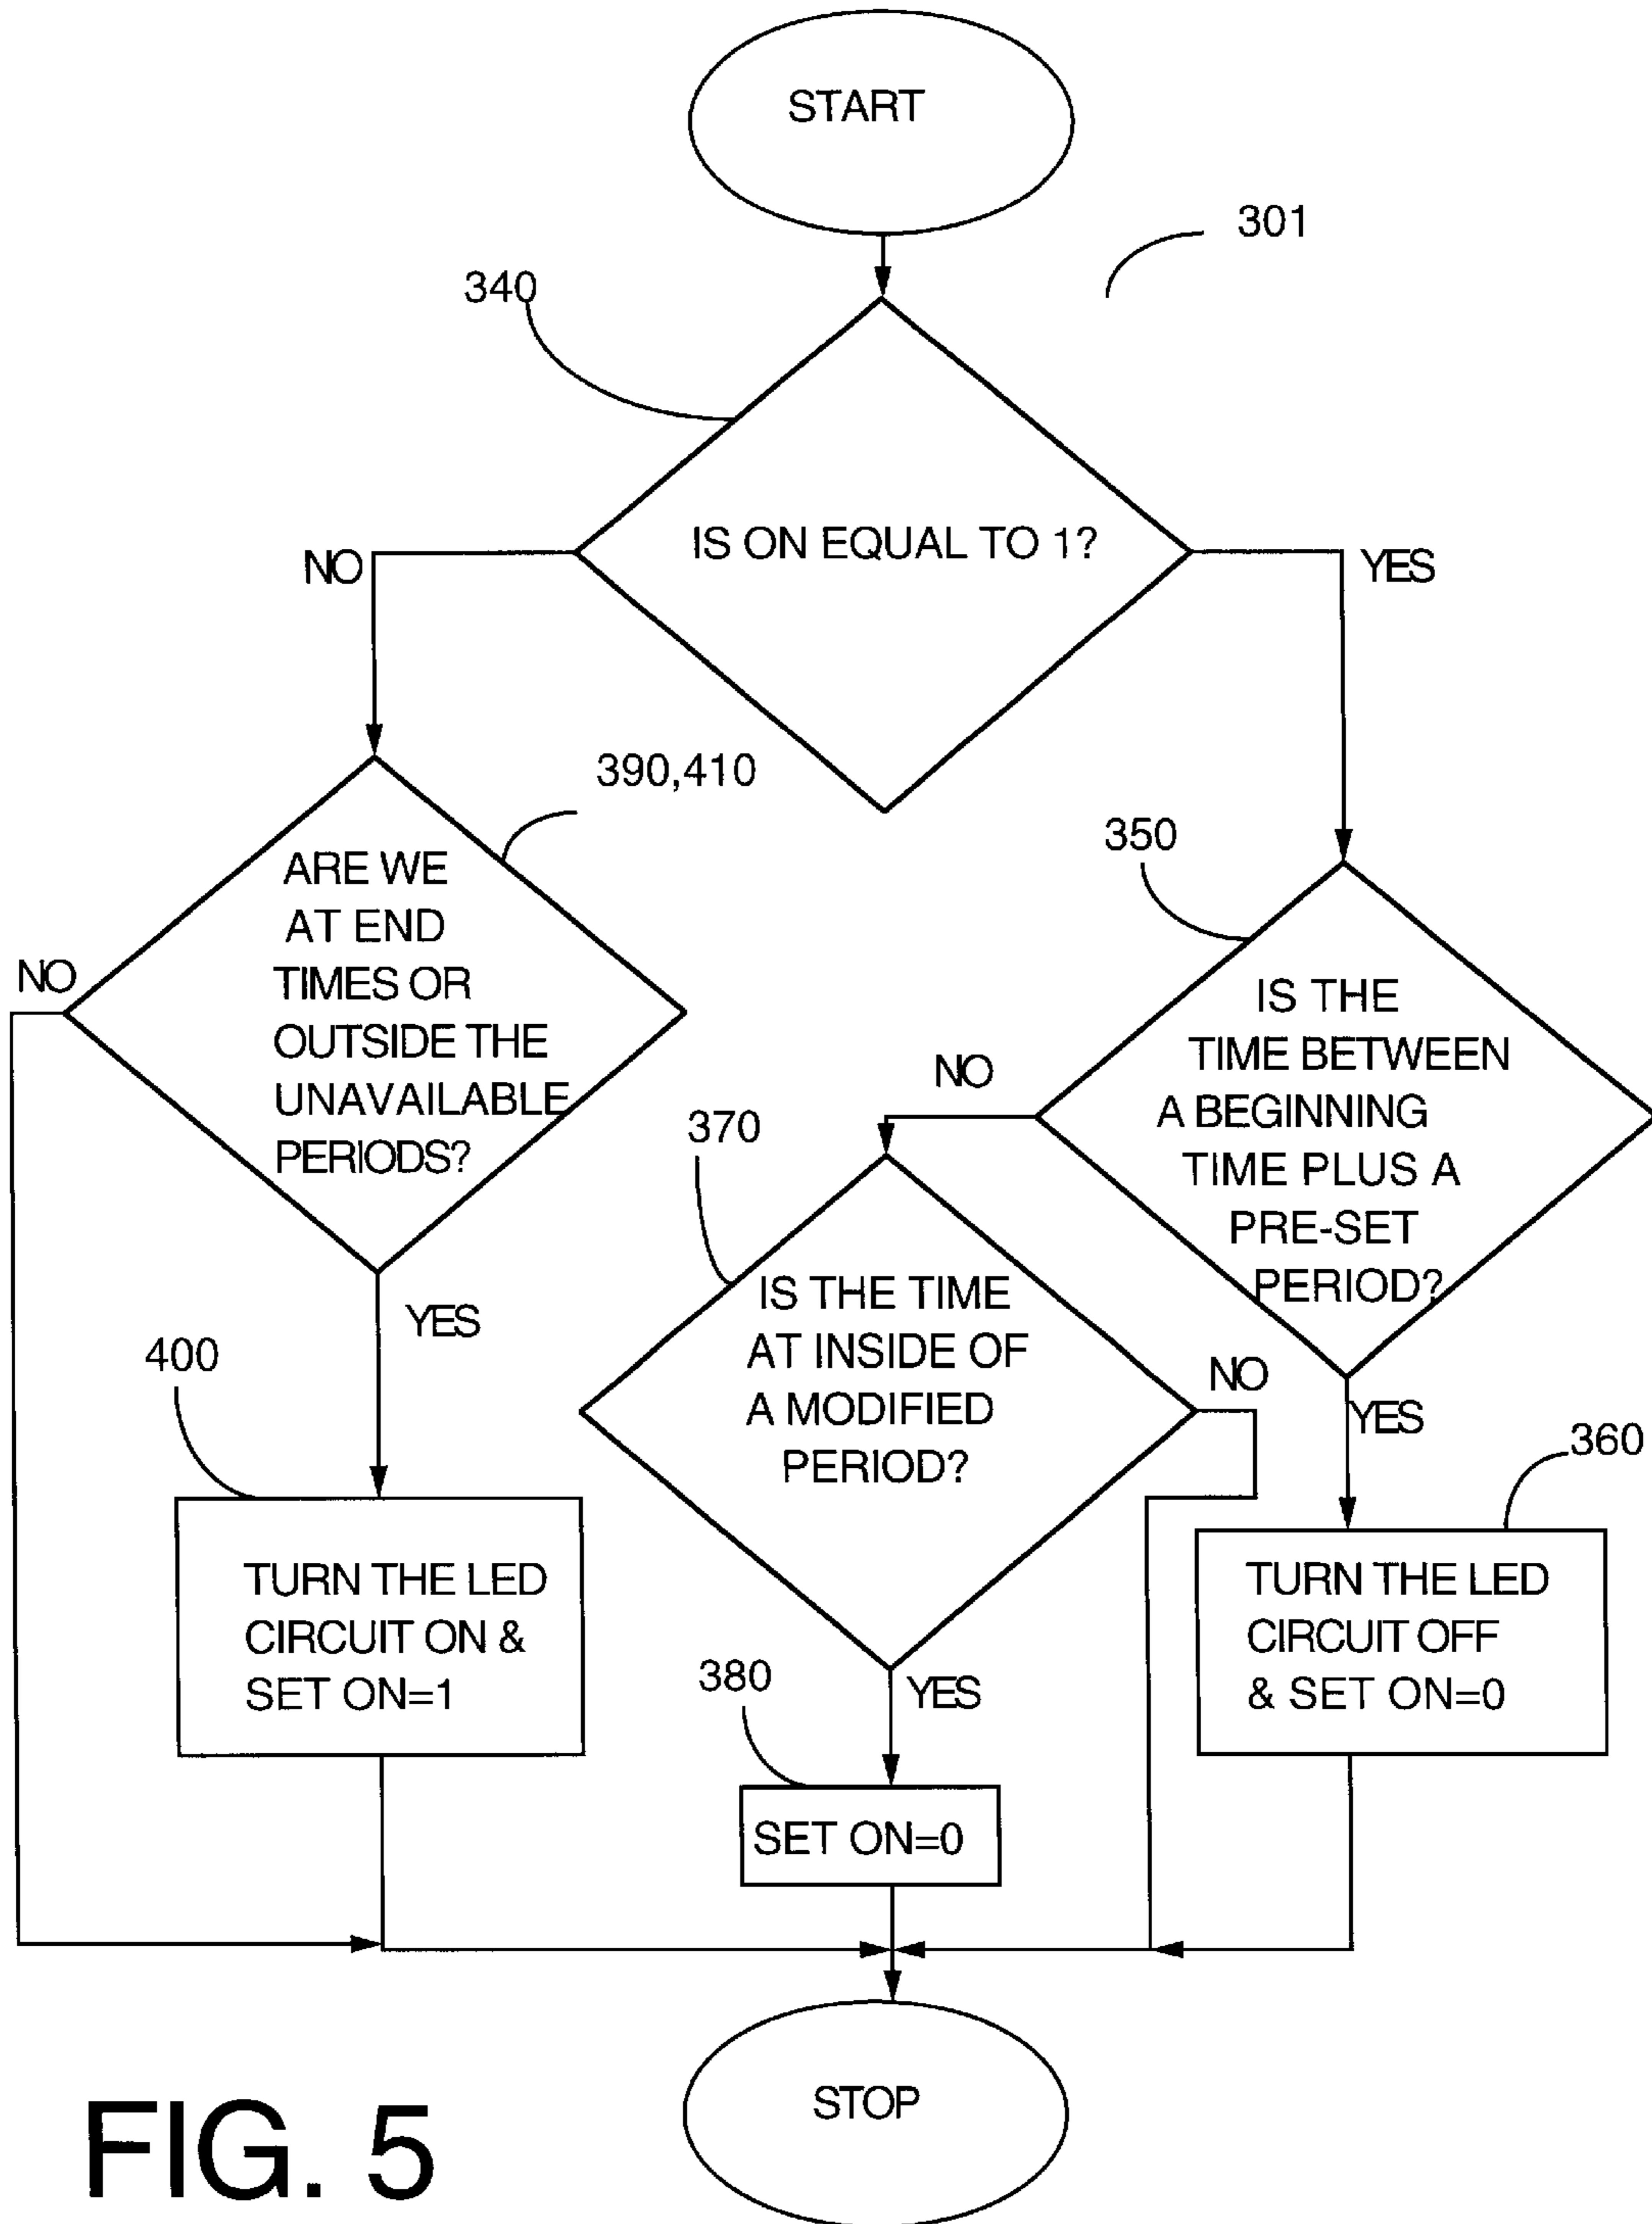 START
301
340
IS ON EQUAL TO 1?
NO
YES
390,410
ARE WE
AT END
TIMES OR
OUTSIDE THE
UNAVAILABLE
PERIODS?
NO
YES
350
IS THE
TIME BETWEEN
A BEGINNING
TIME PLUS A
PRE-SET
PERIOD?
NO
YES
370
IS THE TIME
AT INSIDE OF
A MODIFIED
PERIOD?
NO
YES
400
TURN THE LED
CIRCUIT ON &
SET ON=1
380
SET ON=0
360
TURN THE LED
CIRCUIT OFF
& SET ON=0
STOP
FIG. 5